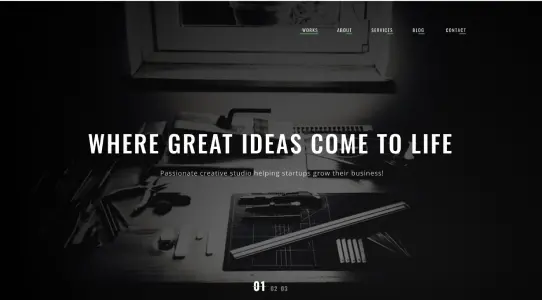 WORKS ABOUT SERVICES BLOG CONTACT
WHERE GREAT IDEAS COME TO LIFE
Passionate creative studio helping startups grow their business!
01 02 03